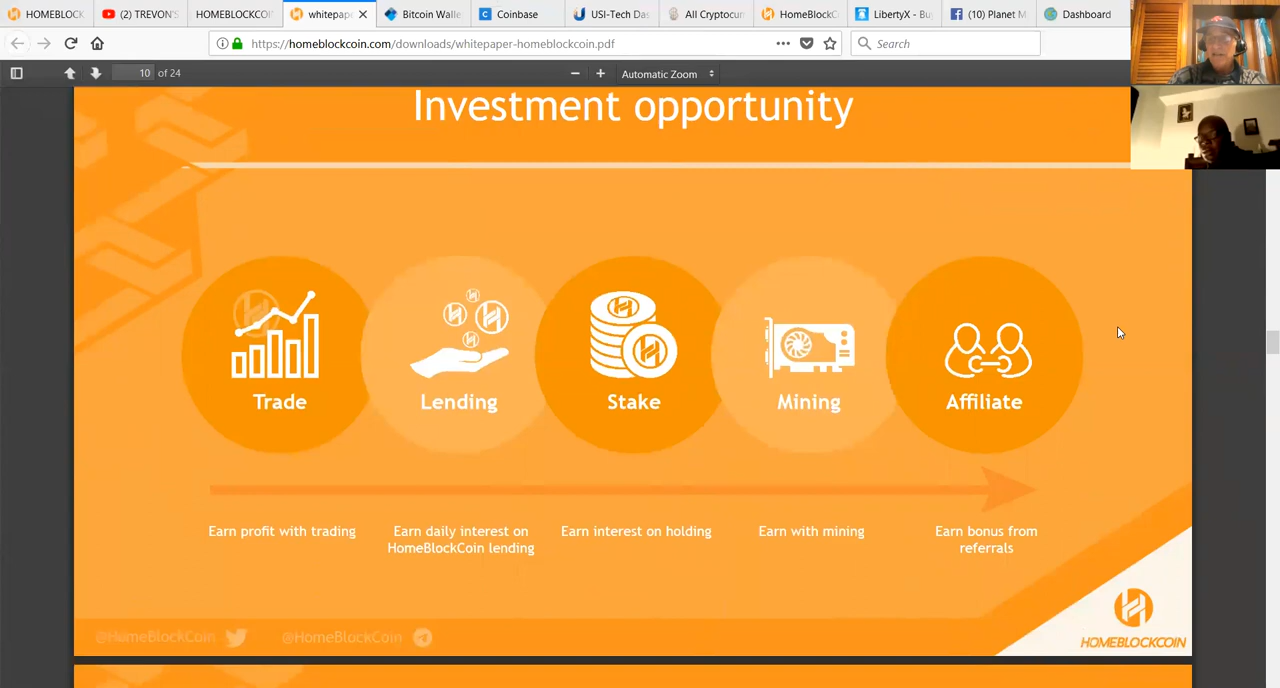 HOMEBLOCK
(2) TREVON'S
HOMEBLOCKCOI
whitepape
Bitcoin Walle
Coinbase
USI-Tech Das
All Cryptocurr
HomeBlockC
LibertyX - Bu
(10) Planet M
Dashboard
https://homeblockcoin.com/downloads/whitepaper-homeblockcoin.pdf
Search
10 of 24
Automatic Zoom
Investment opportunity
Trade
Lending
Stake
Mining
Affiliate
Earn profit with trading
Earn daily interest on
HomeBlockCoin lending
Earn interest on holding
Earn with mining
Earn bonus from
referrals
@HomeBlockCoin
@HomeBlockCoin
HOMEBLOCKCOIN